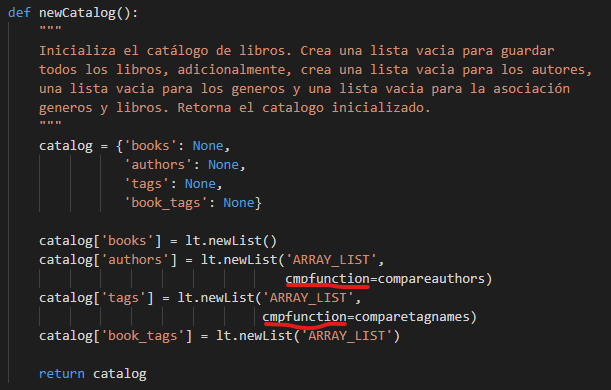 def newCatalog():
    """
    Inicializa el catálogo de libros. Crea una lista vacia para guardar
    todos los libros, adicionalmente, crea una lista vacia para los autores,
    una lista vacia para los generos y una lista vacia para la asociación
    generos y libros. Retorna el catalogo inicializado.
    """
    catalog = {'books': None,
               'authors': None,
               'tags': None,
               'book_tags': None}

    catalog['books'] = lt.newList()
    catalog['authors'] = lt.newList('ARRAY_LIST',
                                    cmpfunction=compareauthors)
    catalog['tags'] = lt.newList('ARRAY_LIST',
                                 cmpfunction=comparetagnames)
    catalog['book_tags'] = lt.newList('ARRAY_LIST')

    return catalog